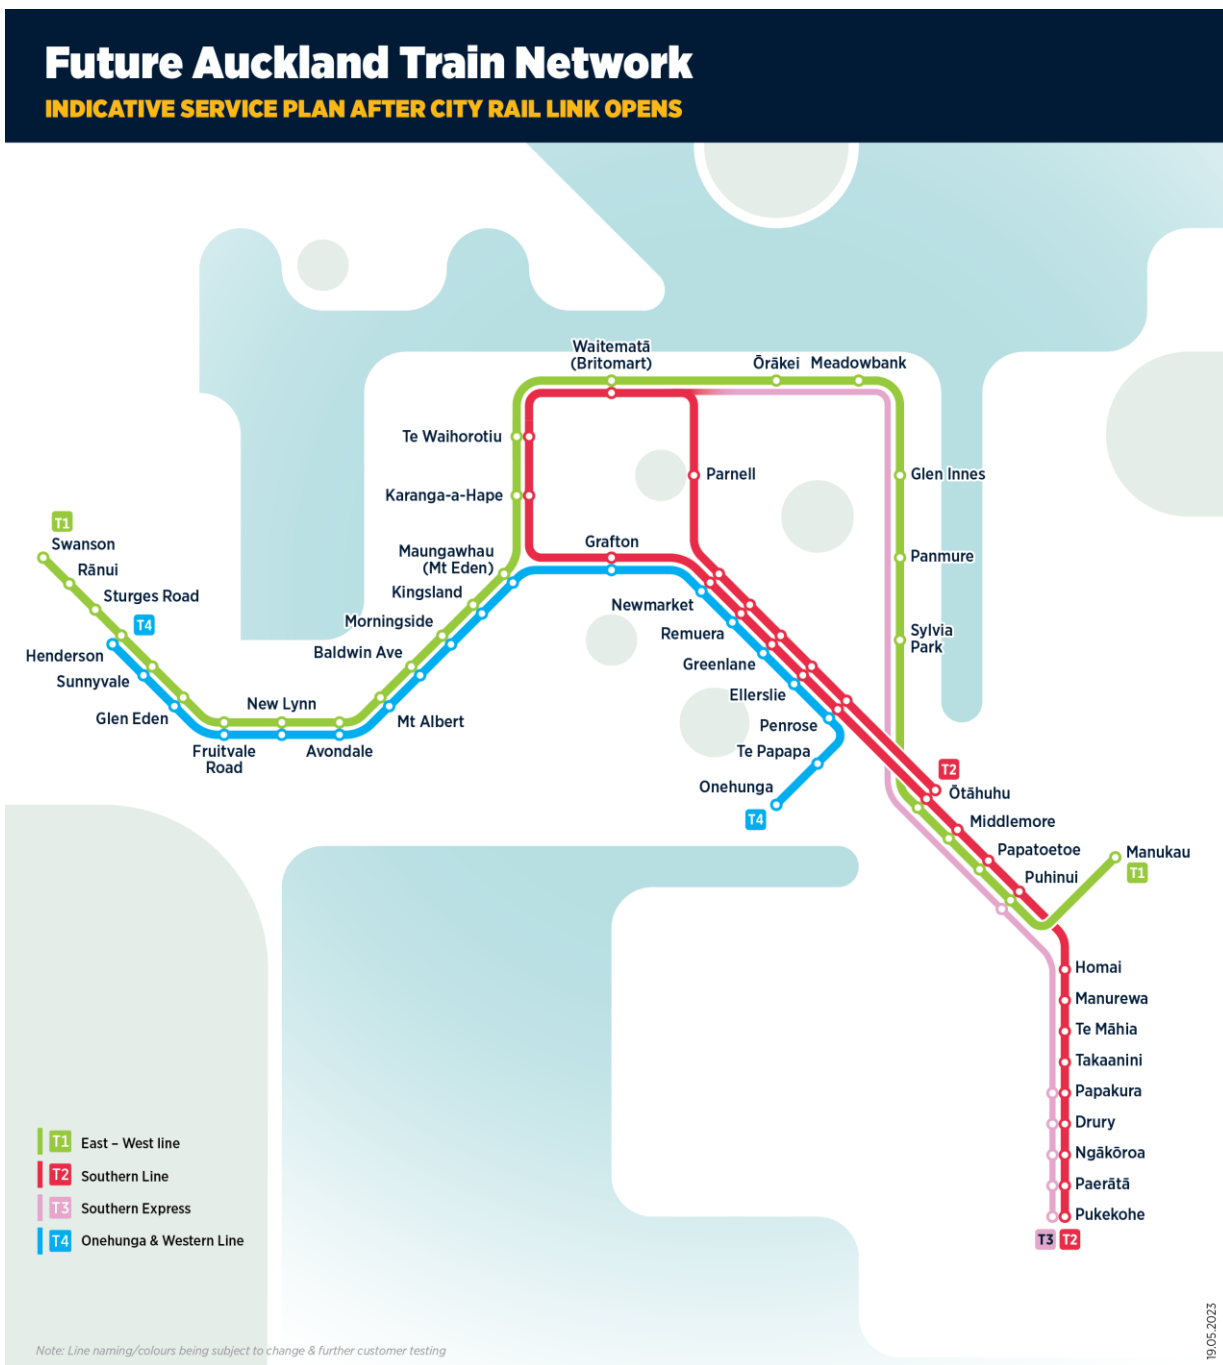 Future Auckland Train Network
INDICATIVE SERVICE PLAN AFTER CITY RAIL LINK OPENS
Waitematā
(Britomart)
Ōrākei
Meadowbank
Te Waihorotiu
Karanga-a-Hape
Parnell
Glen Innes
Panmure
Sylvia
Park
Grafton
Maungawhau
(Mt Eden)
Kingsland
Morningside
Baldwin Ave
Mt Albert
T1
Swanson
Rānui
Sturges Road
T4
Henderson
Sunnyvale
Glen Eden
New Lynn
Fruitvale
Road
Avondale
Newmarket
Remuera
Greenlane
Ellerslie
Penrose
Te Papapa
Onehunga
T4
T2
Ōtāhuhu
Middlemore
Papatoetoe
Puhinui
Manukau
T1
Homai
Manurewa
Te Māhia
Takaanini
Papakura
Drury
Ngākōroa
Paerātā
Pukekohe
T3 T2
T1 East – West line
T2 Southern Line
T3 Southern Express
T4 Onehunga & Western Line
Note: Line naming/colours being subject to change & further customer testing
19.05.2023